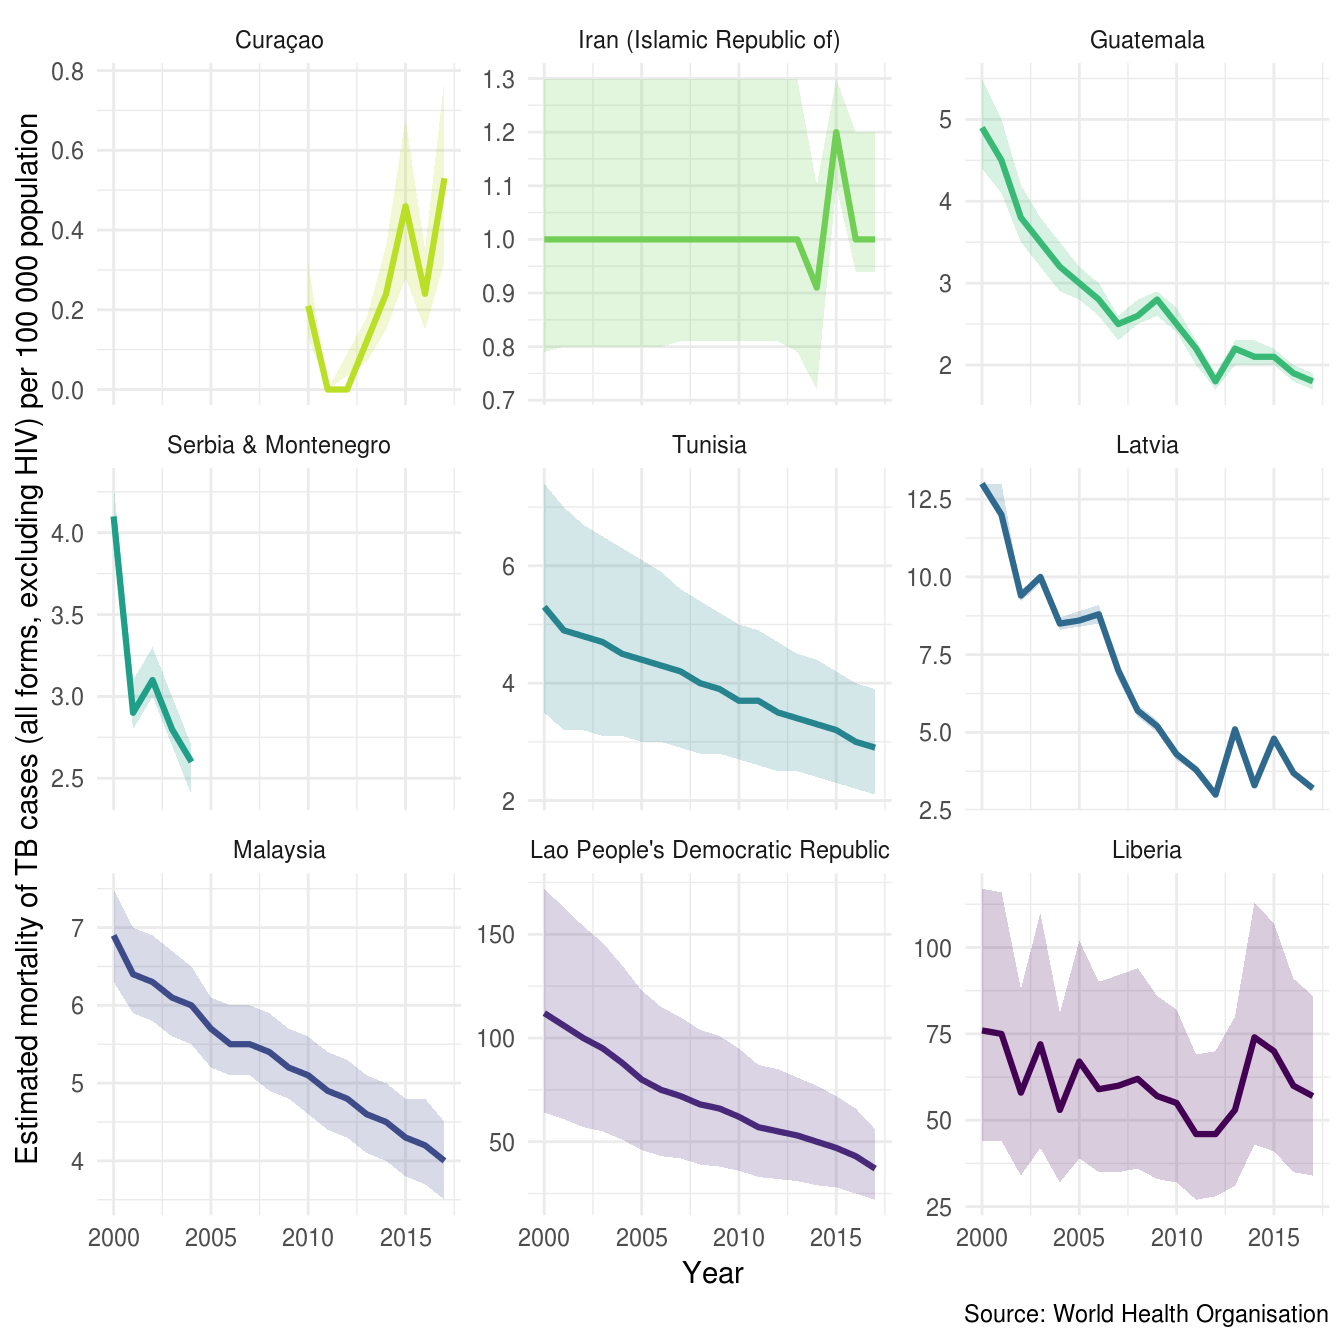 Estimated mortality of TB cases (all forms, excluding HIV) per 100 000 population
Curaçao
0.8
0.6
0.4
0.2
0.0
Iran (Islamic Republic of)
1.3
1.2
1.1
1.0
0.9
0.8
0.7
Guatemala
5
4
3
2
Serbia & Montenegro
4.0
3.5
3.0
2.5
Tunisia
6
4
2
Latvia
12.5
10.0
7.5
5.0
2.5
Malaysia
7
6
5
4
2000 2005 2010 2015
Lao People's Democratic Republic
150
100
50
2000 2005 2010 2015
Liberia
100
75
50
25
2000 2005 2010 2015
Year
Source: World Health Organisation